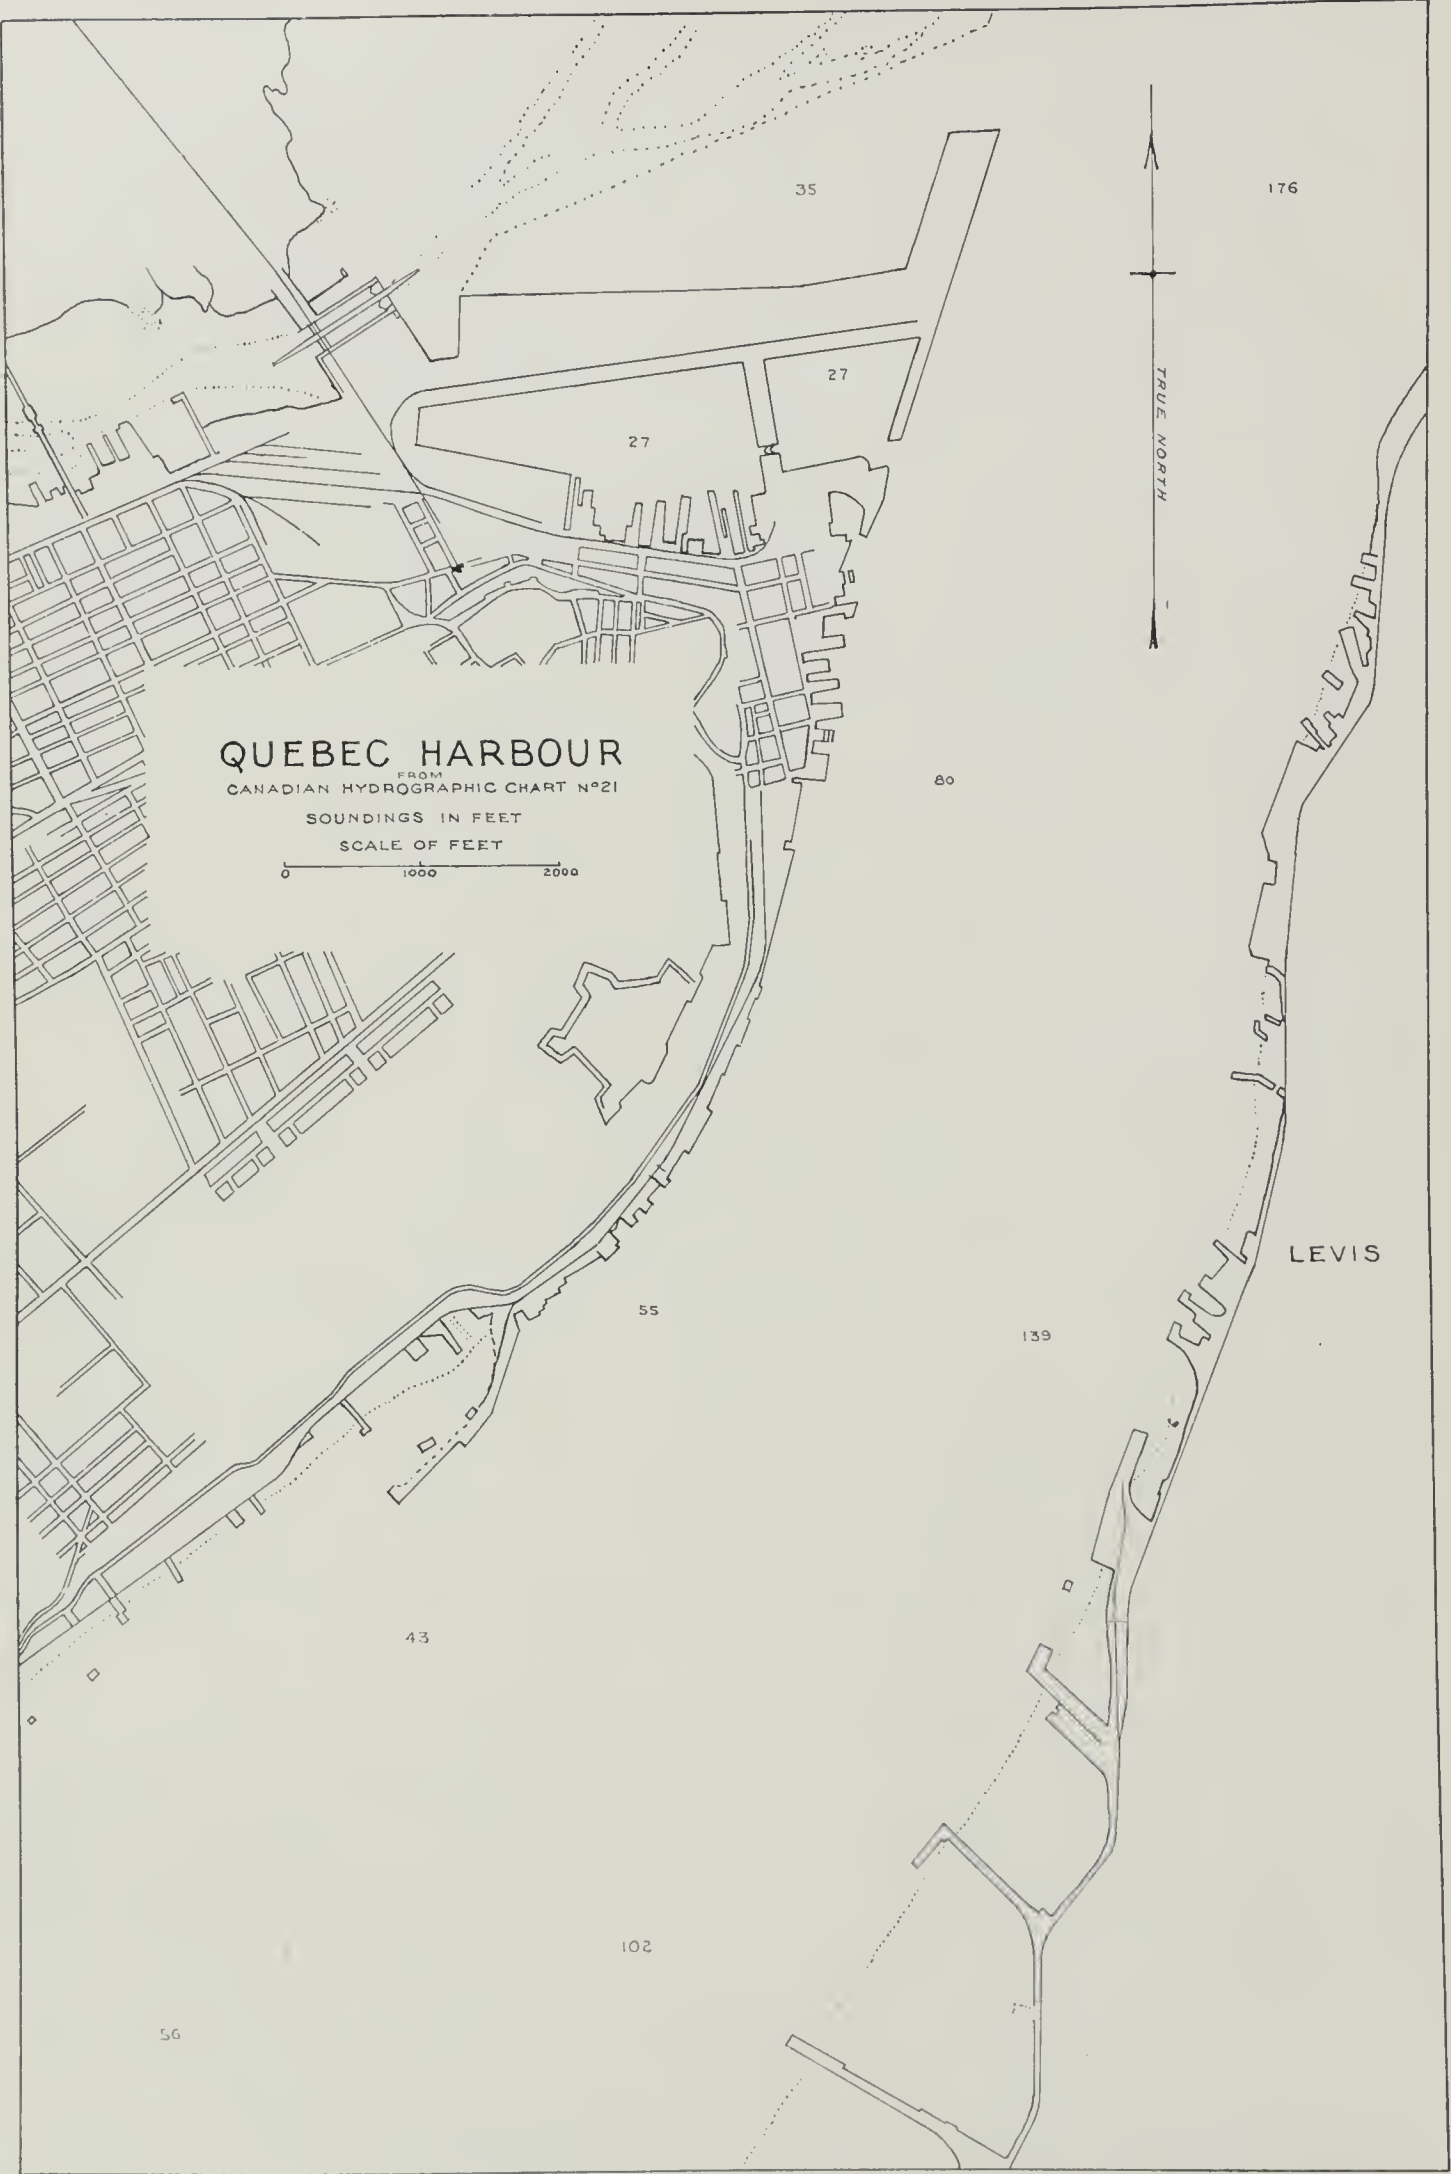 35
176
27
27
TRUE NORTH
QUEBEC HARBOUR
FROM
CANADIAN HYDROGRAPHIC CHART Nº21
SOUNDINGS IN FEET
SCALE OF FEET
0 1000 2000
80
LEVIS
55
139
43
102
56